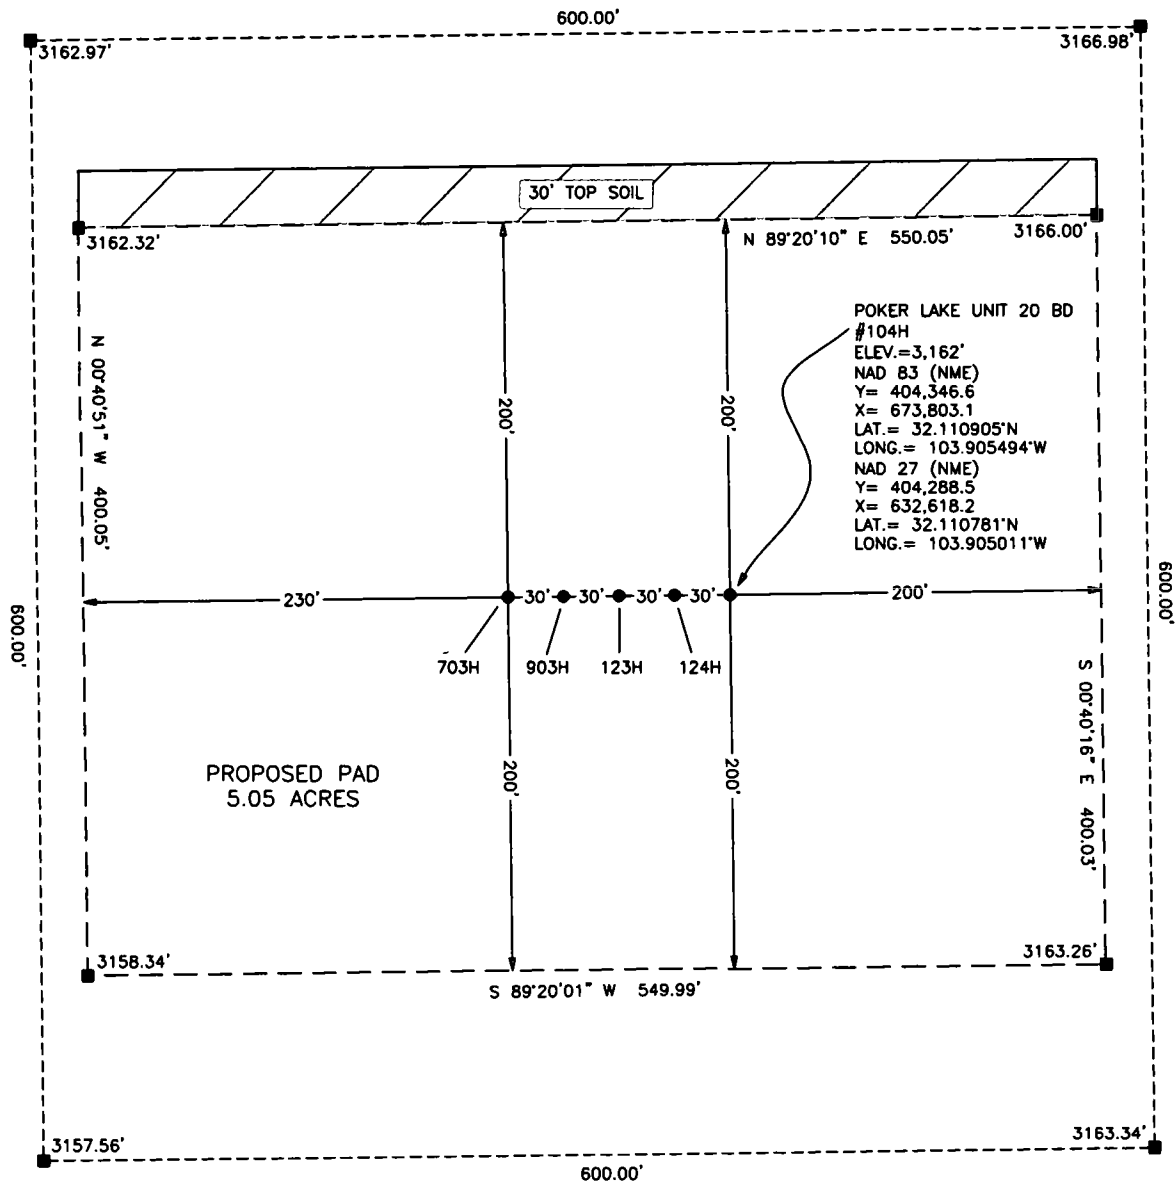 600.00'
3162.97'
3166.98'
30' TOP SOIL
3162.32'
N 89°20'10" E 550.05'
3166.00'
POKER LAKE UNIT 20 BD
#104H
ELEV.=3,162'
NAD 83 (NME)
Y= 404,346.6
X= 673,803.1
LAT.= 32.110905°N
LONG.= 103.905494°W
NAD 27 (NME)
Y= 404,288.5
X= 632,618.2
LAT.= 32.110781°N
LONG.= 103.905011°W
N 00°40'51" W 400.05'
200'
200'
600.00'
600.00'
230'
30'
30'
30'
30'
200'
703H
903H
123H
124H
S 00°40'16" E 400.03'
PROPOSED PAD
5.05 ACRES
200'
200'
3158.34'
3163.26'
S 89°20'01" W 549.99'
3157.56'
3163.34'
600.00'